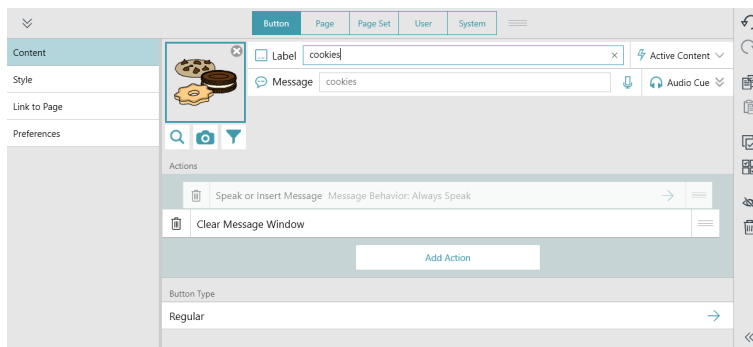 Button Page Page Set User System
Content
Style
Link to Page
Preferences
Label cookies × Active Content
Message cookies Audio Cue
Actions
Speak or Insert Message Message Behavior: Always Speak
Clear Message Window
Add Action
Button Type
Regular